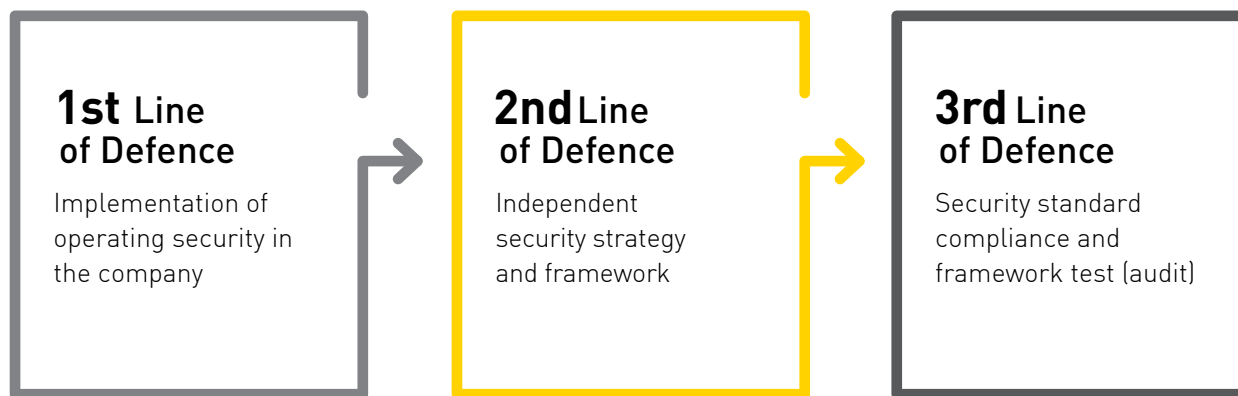 1st Line
of Defence
Implementation of
operating security in
the company
2nd Line
of Defence
Independent
security strategy
and framework
3rd Line
of Defence
Security standard
compliance and
framework test (audit)